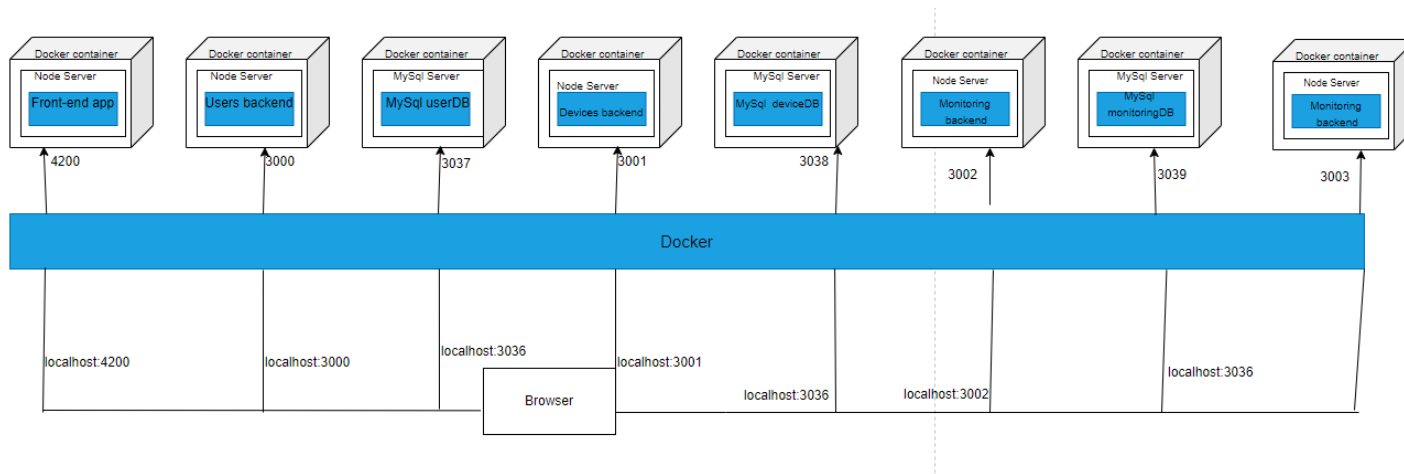 Docker container
Docker container
Docker container
Docker container
Docker container
Docker container
Docker container
Docker container
Node Server
Node Server
MySql Server
Node Server
MySql Server
Node Server
MySql Server
Node Server
Front-end app
Users backend
MySql userDB
Devices backend
MySql deviceDB
Monitoring
backend
MySql
monitoringDB
Monitoring
backend
4200
3000
3037
3001
3038
3002
3039
3003
Docker
localhost:4200
localhost:3000
localhost:3036
localhost:3001
localhost:3036
localhost:3002
localhost:3036
Browser